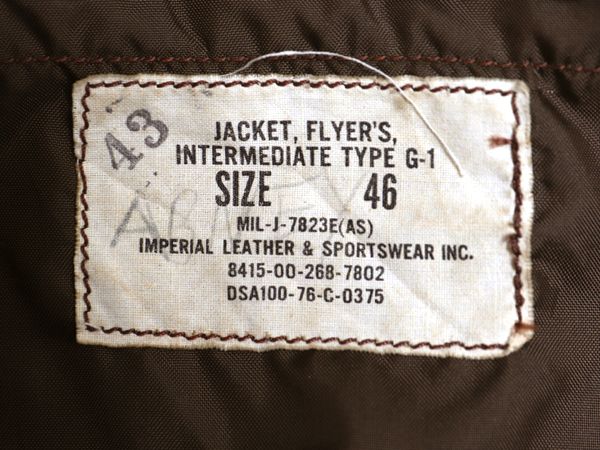 43
JACKET, FLYER'S,
INTERMEDIATE TYPE G-1
SIZE 46
MIL-J-7823E(AS)
IMPERIAL LEATHER & SPORTSWEAR INC.
8415-00-268-7802
DSA100-76-C-0375